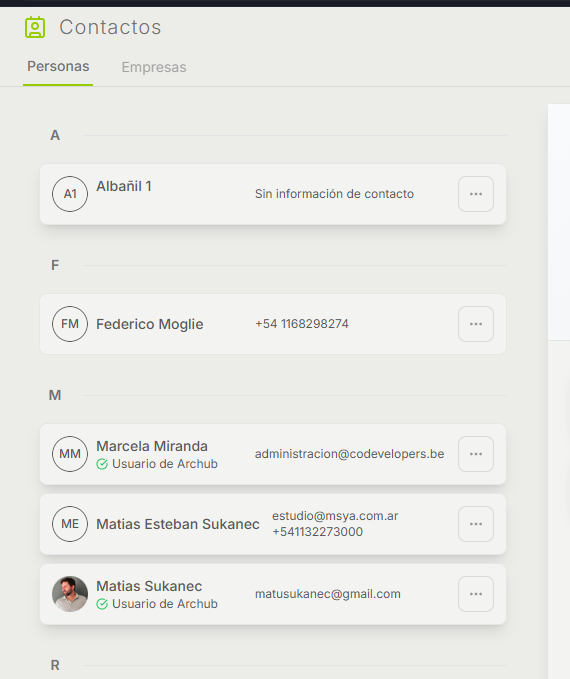 Contactos
Personas Empresas
A
A1 Albañil 1 Sin información de contacto
F
FM Federico Moglie +54 1168298274
M
MM Marcela Miranda administracion@codevelopers.be
Usuario de Archub
ME Matias Esteban Sukanec estudio@msya.com.ar
+541132273000
Matias Sukanec matusukanec@gmail.com
Usuario de Archub
R